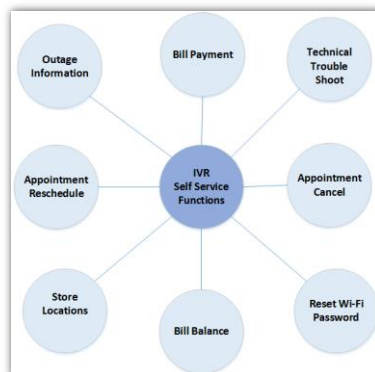 Outage
Information
Bill Payment
Technical
Trouble
Shoot
Appointment
Reschedule
IVR
Self Service
Functions
Appointment
Cancel
Store
Locations
Bill Balance
Reset Wi-Fi
Password